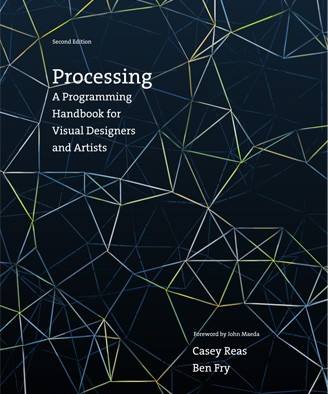 Second Edition
Processing
A Programming
Handbook for
Visual Designers
and Artists
Foreword by John Maeda
Casey Reas
Ben Fry